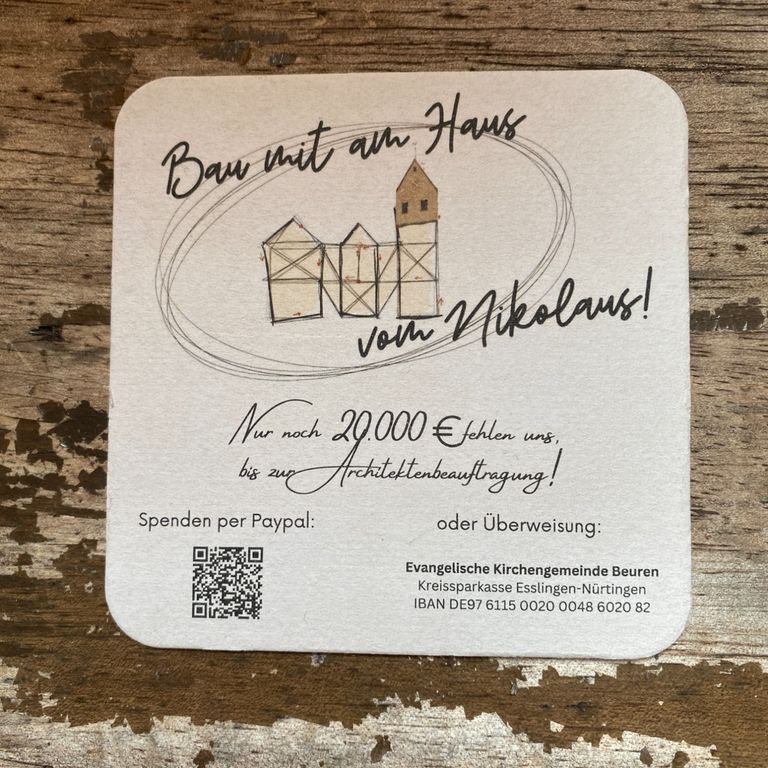 Bau mit am Haus
vom Nikolaus!
Nur noch 20.000 € fehlen uns,
bis zur Architektenbeauftragung!
Spenden per Paypal:
oder Überweisung:
Evangelische Kirchengemeinde Beuren
Kreissparkasse Esslingen-Nürtingen
IBAN DE97 6115 0020 0048 6020 82